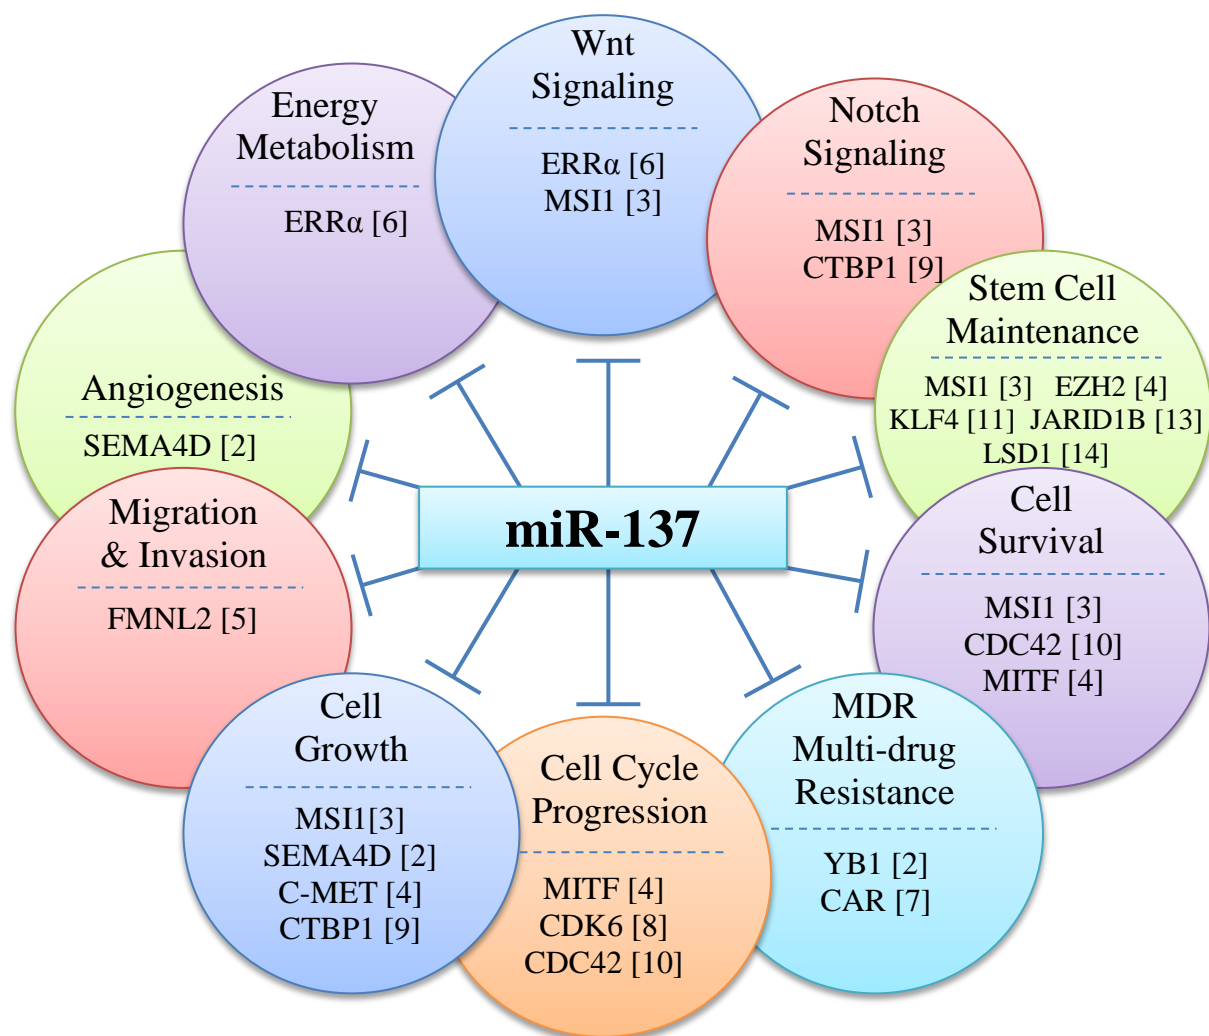 Wnt
Signaling
ERRα [6]
MSI1 [3]
Notch
Signaling
MSI1 [3]
CTBP1 [9]
Stem Cell
Maintenance
MSI1 [3] EZH2 [4]
KLF4 [11] JARID1B [13]
LSD1 [14]
Cell
Survival
MSI1 [3]
CDC42 [10]
MITF [4]
MDR
Multi-drug
Resistance
YB1 [2]
CAR [7]
Cell Cycle
Progression
MITF [4]
CDK6 [8]
CDC42 [10]
Cell
Growth
MSI1[3]
SEMA4D [2]
C-MET [4]
CTBP1 [9]
Migration
& Invasion
FMNL2 [5]
Angiogenesis
SEMA4D [2]
Energy
Metabolism
ERRα [6]
miR-137